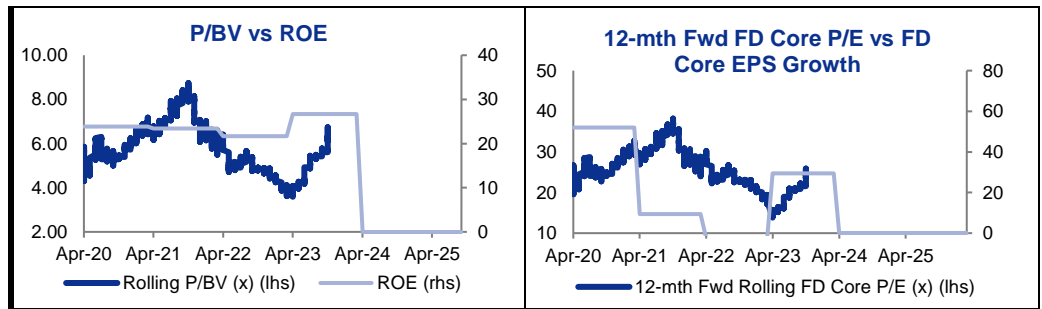 P/BV vs ROE
10.00
8.00
6.00
4.00
2.00
40
30
20
10
0
Apr-20 Apr-21 Apr-22 Apr-23 Apr-24 Apr-25
Rolling P/BV (x) (lhs) ROE (rhs)
12-mth Fwd FD Core P/E vs FD
Core EPS Growth
50
40
30
20
10
80
60
40
20
0
Apr-20 Apr-21 Apr-22 Apr-23 Apr-24 Apr-25
12-mth Fwd Rolling FD Core P/E (x) (lhs)